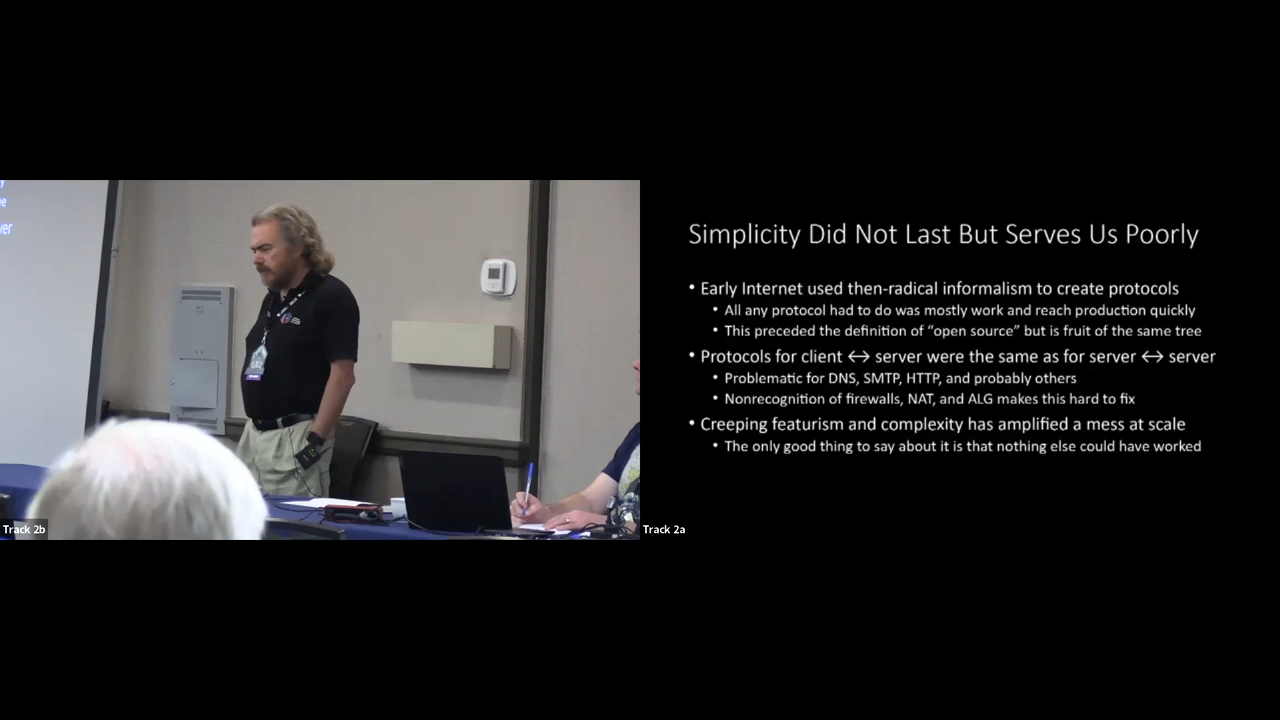 ee
ver
Track 2b
Simplicity Did Not Last But Serves Us Poorly
• Early Internet used then-radical informalism to create protocols
• All any protocol had to do was mostly work and reach production quickly
• This preceded the definition of “open source” but is fruit of the same tree
• Protocols for client ↔ server were the same as for server ↔ server
• Problematic for DNS, SMTP, HTTP, and probably others
• Nonrecognition of firewalls, NAT, and ALG makes this hard to fix
• Creeping featurism and complexity has amplified a mess at scale
• The only good thing to say about it is that nothing else could have worked
Track 2a